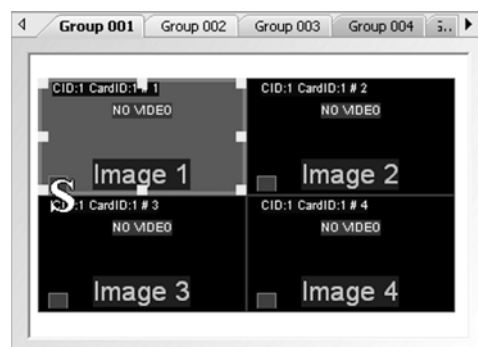 Group 001 Group 002 Group 003 Group 004
CID:1 CardID:1 # 1
NO VIDEO
Image 1
CID:1 CardID:1 # 2
NO VIDEO
Image 2
S
CID:1 CardID:1 # 3
NO VIDEO
Image 3
CID:1 CardID:1 # 4
NO VIDEO
Image 4